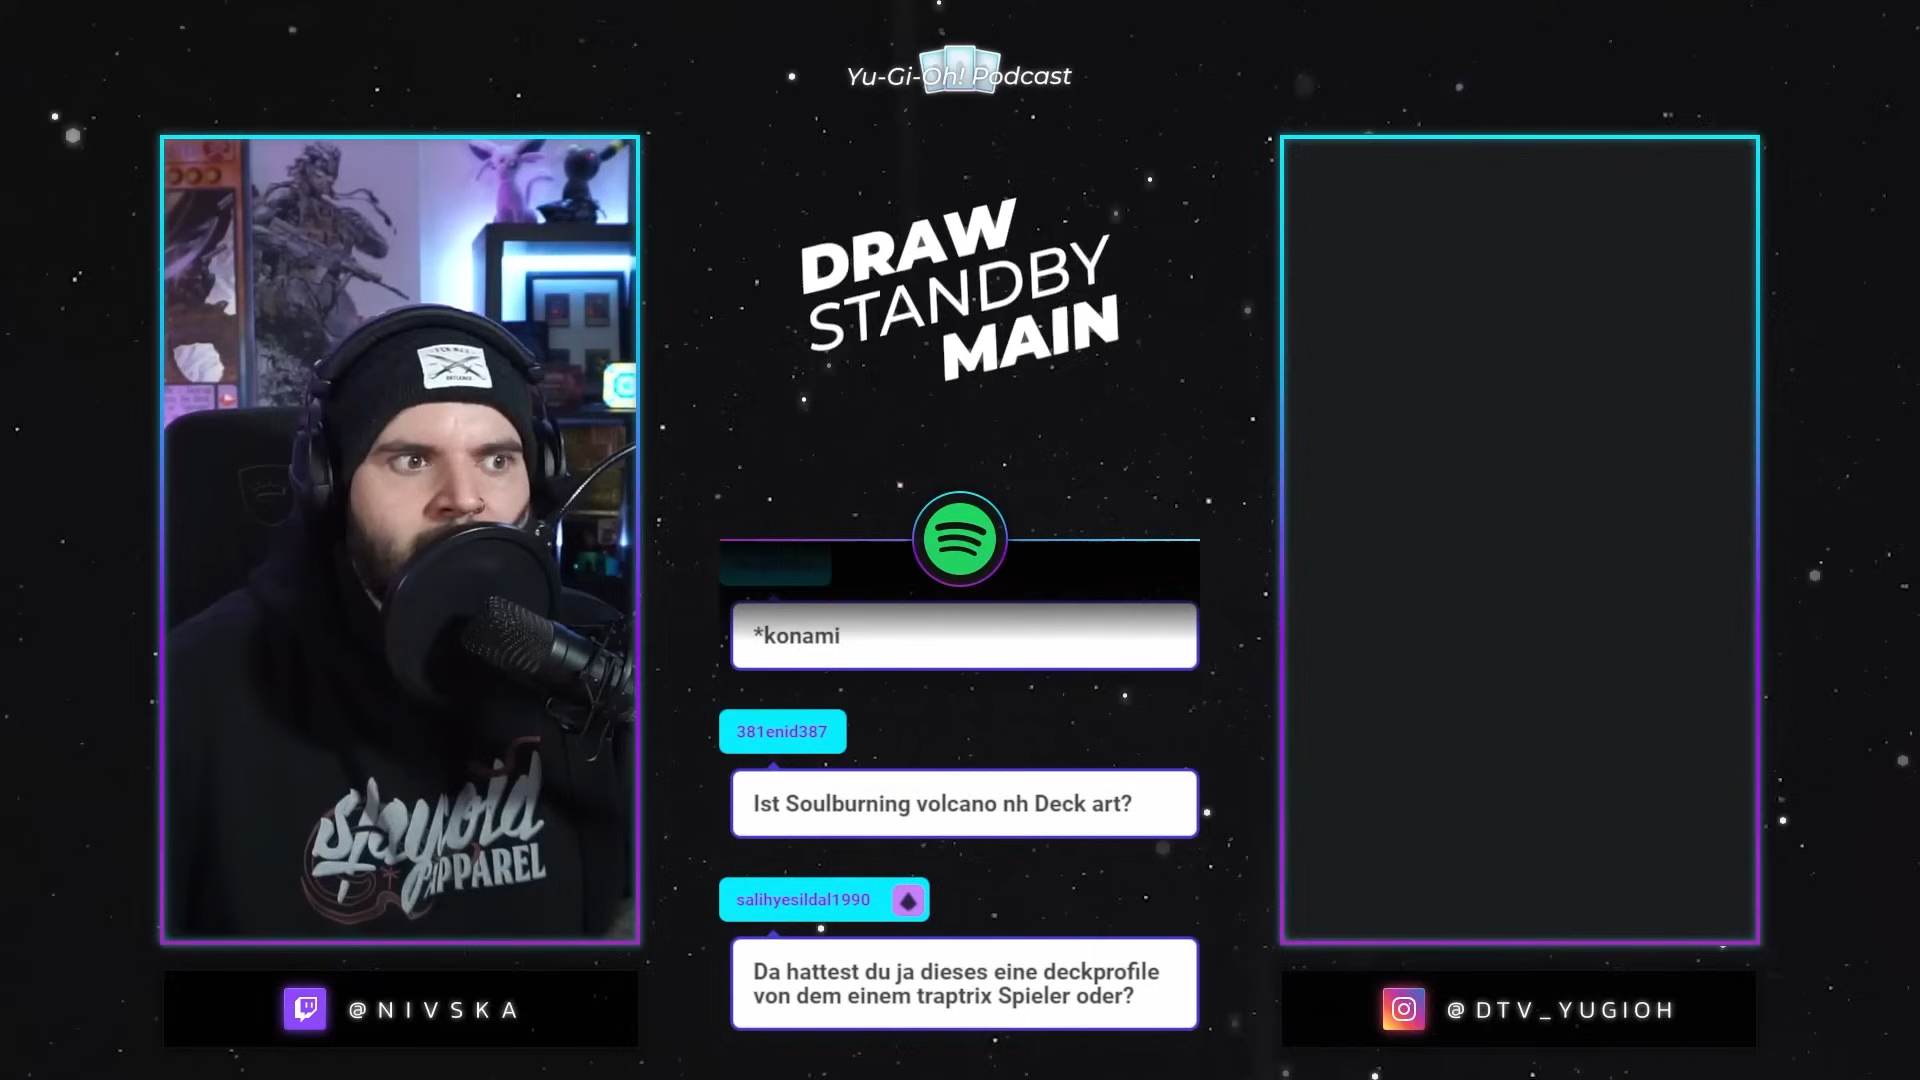 Yu-Gi-Oh! Podcast
DRAW
STANDBY
MAIN
*konami
381enid387
Ist Soulburning volcano nh Deck art?
salihyesildal1990
Da hattest du ja dieses eine deckprofile
von dem einem traptrix Spieler oder?
APPAREL
@NIVSKA
@DTV_YUGIOH